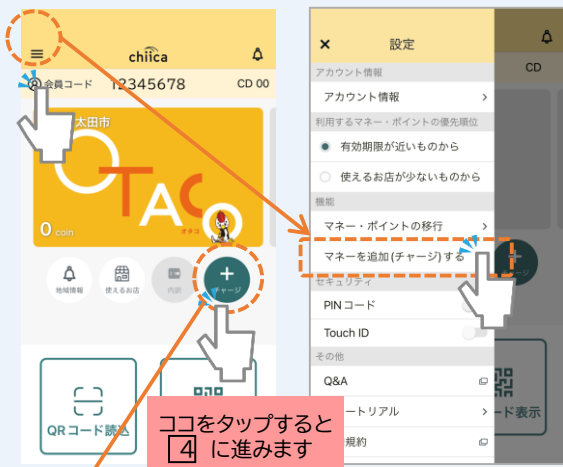 chiica
会員コード 12345678 CD 00
太田市
OTACO
オタコ
0 coin
地域情報
使えるお店
内訳
チャージ
QRコード読込
ココをタップすると
4 に進みます
× 設定
CD
アカウント情報
アカウント情報
利用するマネー・ポイントの優先順位
有効期限が近いものから
使えるお店が少ないものから
機能
マネー・ポイントの移行
マネーを追加(チャージ)する
セキュリティ
PINコード
Touch ID
その他
Q&A
ートリアル
規約
ード表示